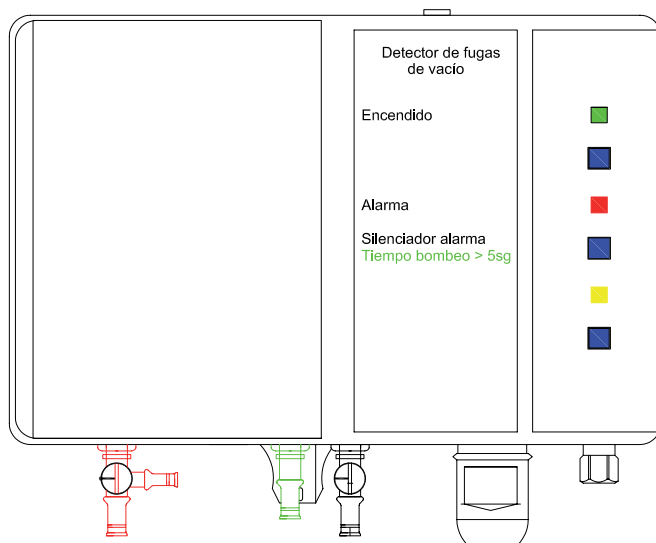 Detector de fugas
de vacío
Encendido
Alarma
Silenciador alarma
Tiempo bombeo > 5sg